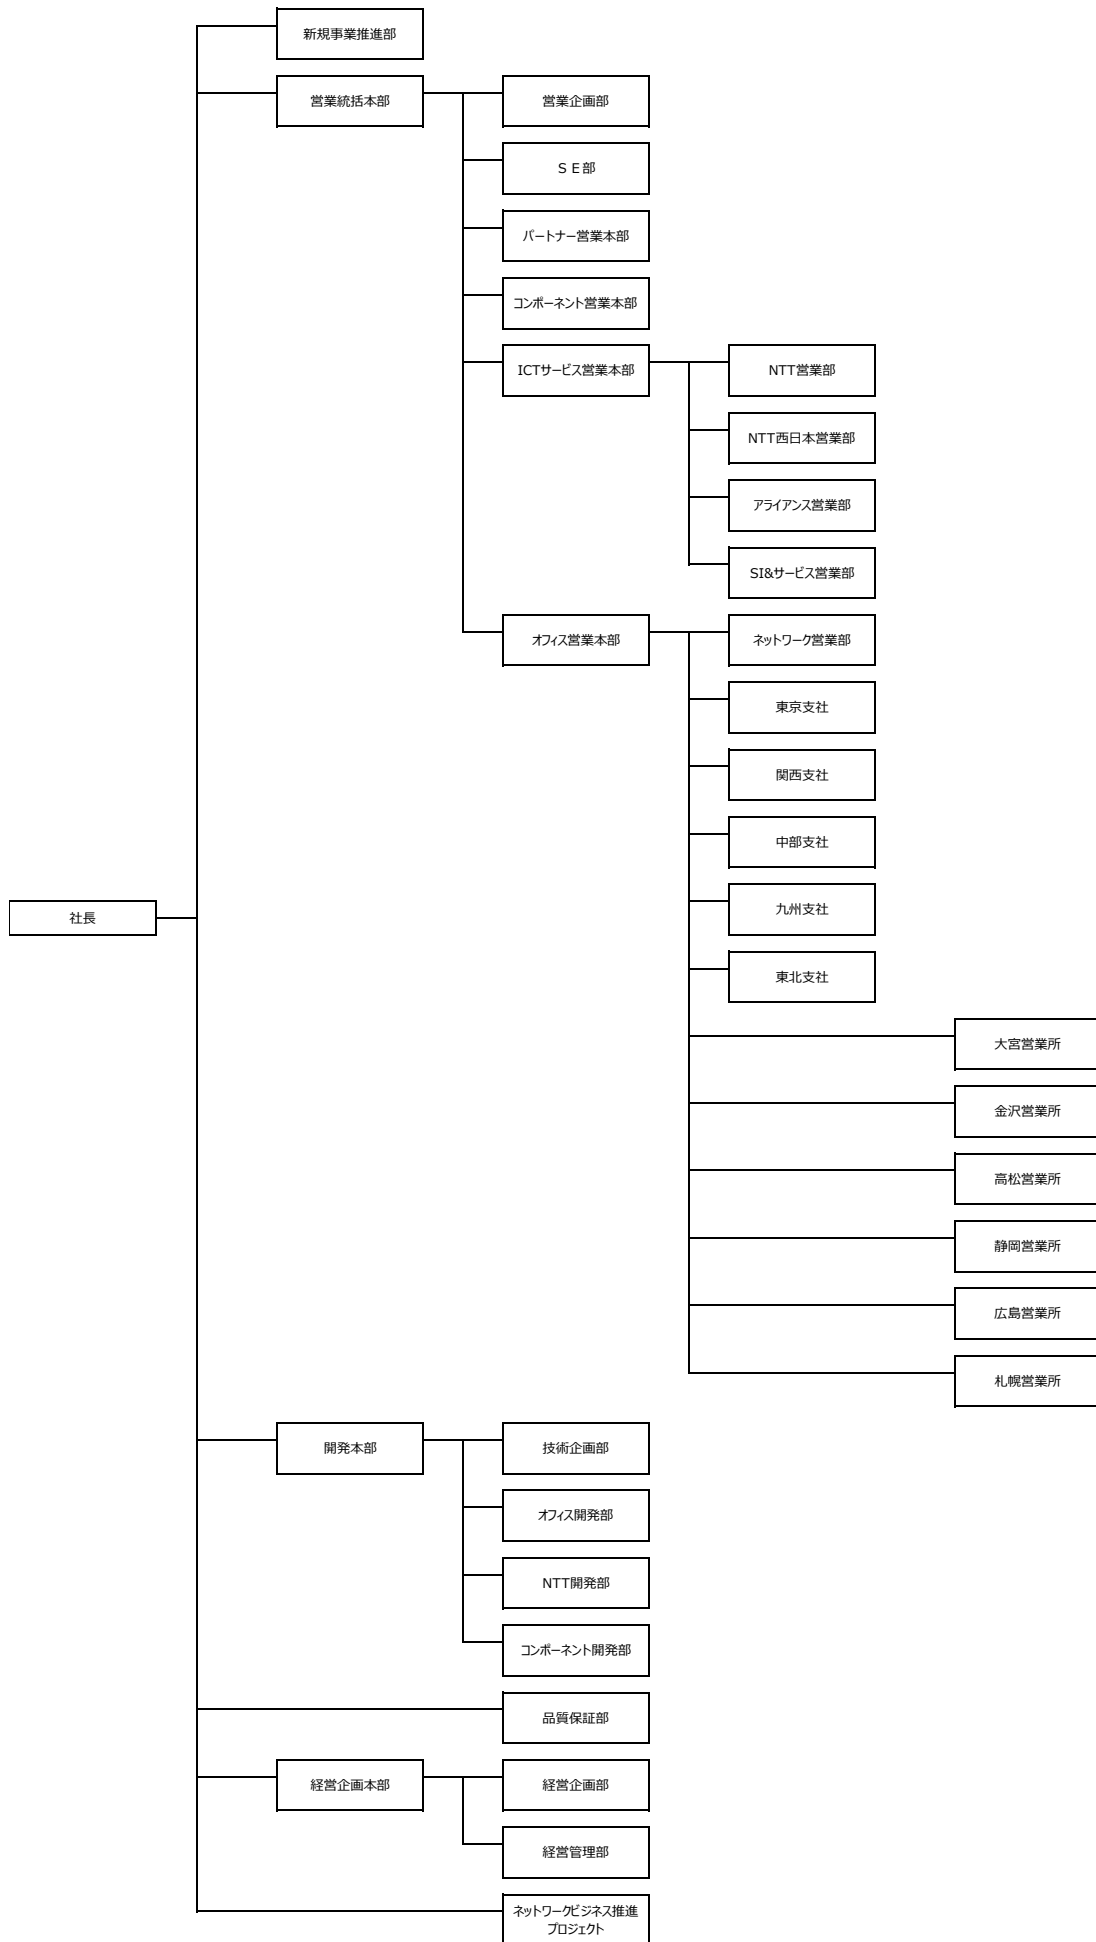 新規事業推進部
営業統括本部
営業企画部
ＳＥ部
パートナー営業本部
コンポーネント営業本部
ICTサービス営業本部
NTT営業部
NTT西日本営業部
アライアンス営業部
SI&サービス営業部
オフィス営業本部
ネットワーク営業部
東京支社
関西支社
中部支社
社長
九州支社
東北支社
大宮営業所
金沢営業所
高松営業所
静岡営業所
広島営業所
札幌営業所
開発本部
技術企画部
オフィス開発部
NTT開発部
コンポーネント開発部
品質保証部
経営企画本部
経営企画部
経営管理部
ネットワークビジネス推進
プロジェクト